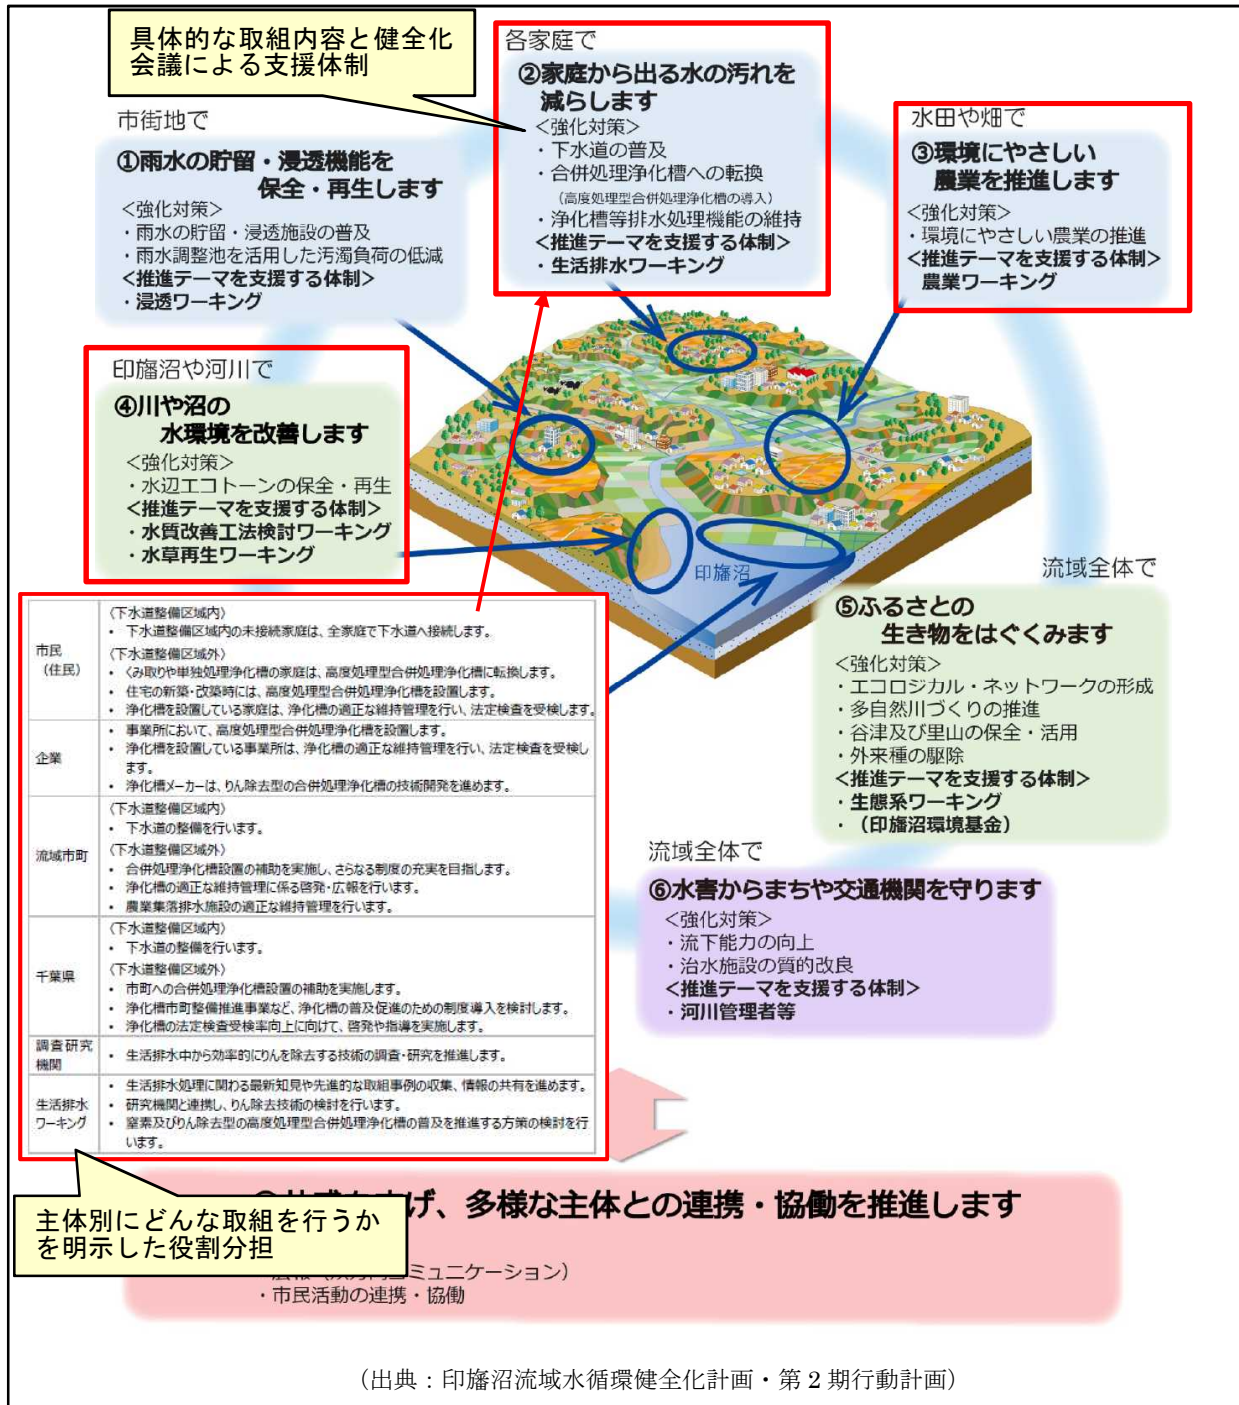 具体的な取組内容と健全化
会議による支援体制
各家庭で
②家庭から出る水の汚れを
減らします
<強化対策>
・下水道の普及
・合併処理浄化槽への転換
(高度処理型合併処理浄化槽の導入)
・浄化槽等排水処理機能の維持
<推進テーマを支援する体制>
・生活排水ワーキング
水田や畑で
③環境にやさしい
農業を推進します
<強化対策>
・環境にやさしい農業の推進
<推進テーマを支援する体制>
農業ワーキング
市街地で
①雨水の貯留・浸透機能を
保全・再生します
<強化対策>
・雨水の貯留・浸透施設の普及
・雨水調整池を活用した汚濁負荷の低減
<推進テーマを支援する体制>
・浸透ワーキング
印旛沼や河川で
④川や沼の
水環境を改善します
<強化対策>
・水辺エコトーンの保全・再生
<推進テーマを支援する体制>
・水質改善工法検討ワーキング
・水草再生ワーキング
印旛沼
流域全体で
⑤ふるさとの
生き物をはぐくみます
<強化対策>
・エコロジカル・ネットワークの形成
・多自然川づくりの推進
・谷津及び里山の保全・活用
・外来種の駆除
<推進テーマを支援する体制>
・生態系ワーキング
・(印旛沼環境基金)
流域全体で
⑥水害からまちや交通機関を守ります
<強化対策>
・流下能力の向上
・治水施設の質的改良
<推進テーマを支援する体制>
・河川管理者等
市民
(住民)
〈下水道整備区域内〉
・下水道整備区域内の未接続家庭は、全家庭で下水道へ接続します。
〈下水道整備区域外〉
・くみ取りや単独処理浄化槽の家庭は、高度処理型合併処理浄化槽に転換します。
・住宅の新築・改築時には、高度処理型合併処理浄化槽を設置します。
・浄化槽を設置している家庭は、浄化槽の適正な維持管理を行い、法定検査を受検します。
企業
・事業所において、高度処理型合併処理浄化槽を設置します。
・浄化槽を設置している事業所は、浄化槽の適正な維持管理を行い、法定検査を受検し
ます。
・浄化槽メーカーは、りん除去型の合併処理浄化槽の技術開発を進めます。
流域市町
〈下水道整備区域内〉
・下水道の整備を行います。
〈下水道整備区域外〉
・合併処理浄化槽設置の補助を実施し、さらなる制度の充実を目指します。
・浄化槽の適正な維持管理に係る啓発・広報を行います。
・農業集落排水施設の適正な維持管理を行います。
千葉県
〈下水道整備区域内〉
・下水道の整備を行います。
〈下水道整備区域外〉
・市町への合併処理浄化槽設置の補助を実施します。
・浄化槽市町整備推進事業など、浄化槽の普及促進のための制度導入を検討します。
・浄化槽の法定検査受検率向上に向けて、啓発や指導を実施します。
調査研究
機関
・生活排水中から効率的にりんを除去する技術の調査・研究を推進します。
生活排水
ワーキング
・生活排水処理に関わる最新知見や先進的な取組事例の収集、情報の共有を進めます。
・研究機関と連携し、りん除去技術の検討を行います。
・窒素及びりん除去型の高度処理型合併処理浄化槽の普及を推進する方策の検討を行
います。
主体別にどんな取組を行うか
を明示した役割分担
げ、多様な主体との連携・協働を推進します
ミュニケーション)
・市民活動の連携・協働
(出典：印旛沼流域水循環健全化計画・第2期行動計画)